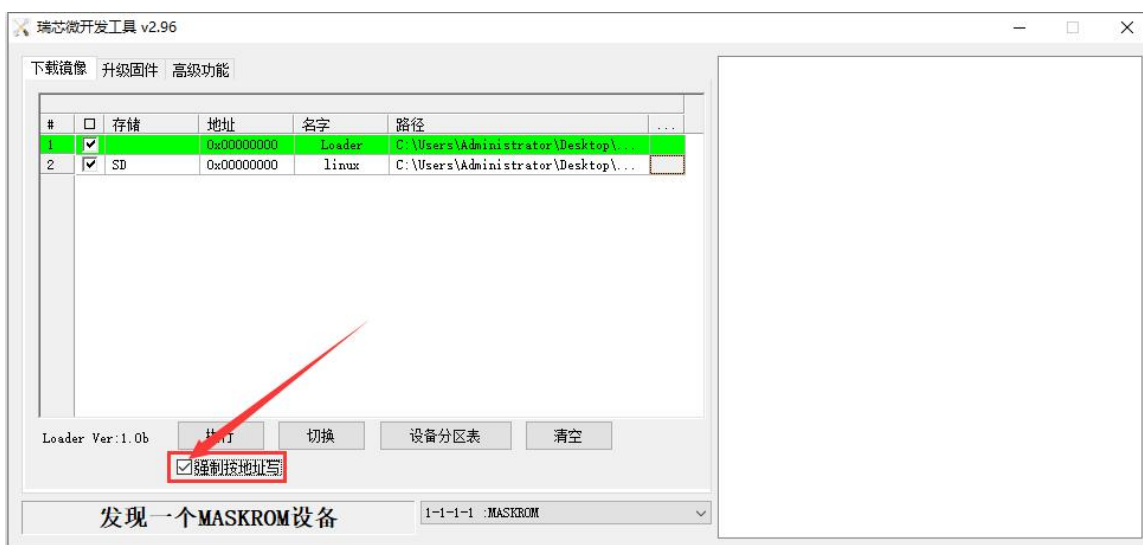 瑞芯微开发工具 v2.96
下载镜像 升级固件 高级功能
# 存储 地址 名字 路径 ...
1 0x00000000 Loader C:\Users\Administrator\Desktop\...
2 SD 0x00000000 linux C:\Users\Administrator\Desktop\...
Loader Ver:1.0b 切换 设备分区表 清空
强制按地址写
发现一个MASKROM设备 1-1-1-1 :MASKROM